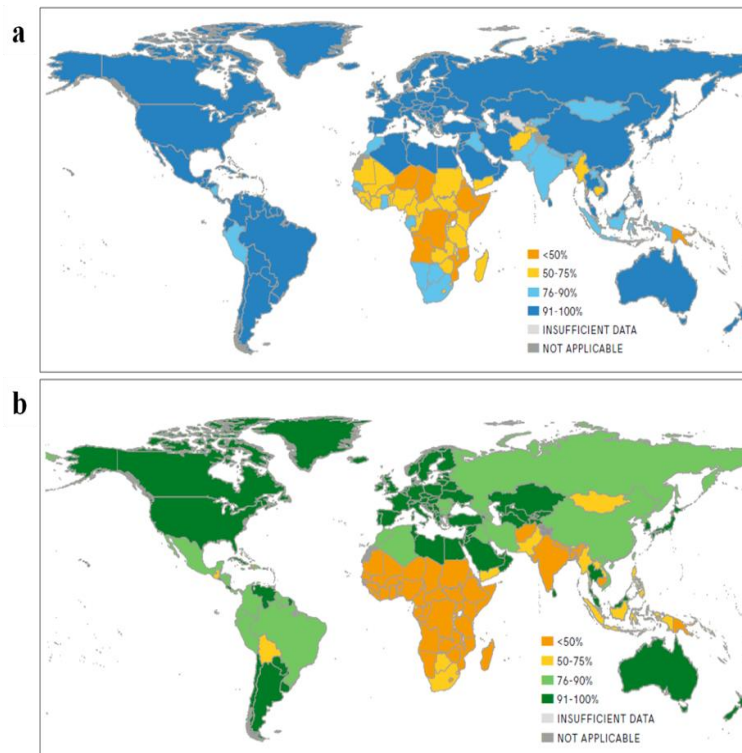 a
<50%
50-75%
76-90%
91-100%
INSUFFICIENT DATA
NOT APPLICABLE
b
<50%
50-75%
76-90%
91-100%
INSUFFICIENT DATA
NOT APPLICABLE